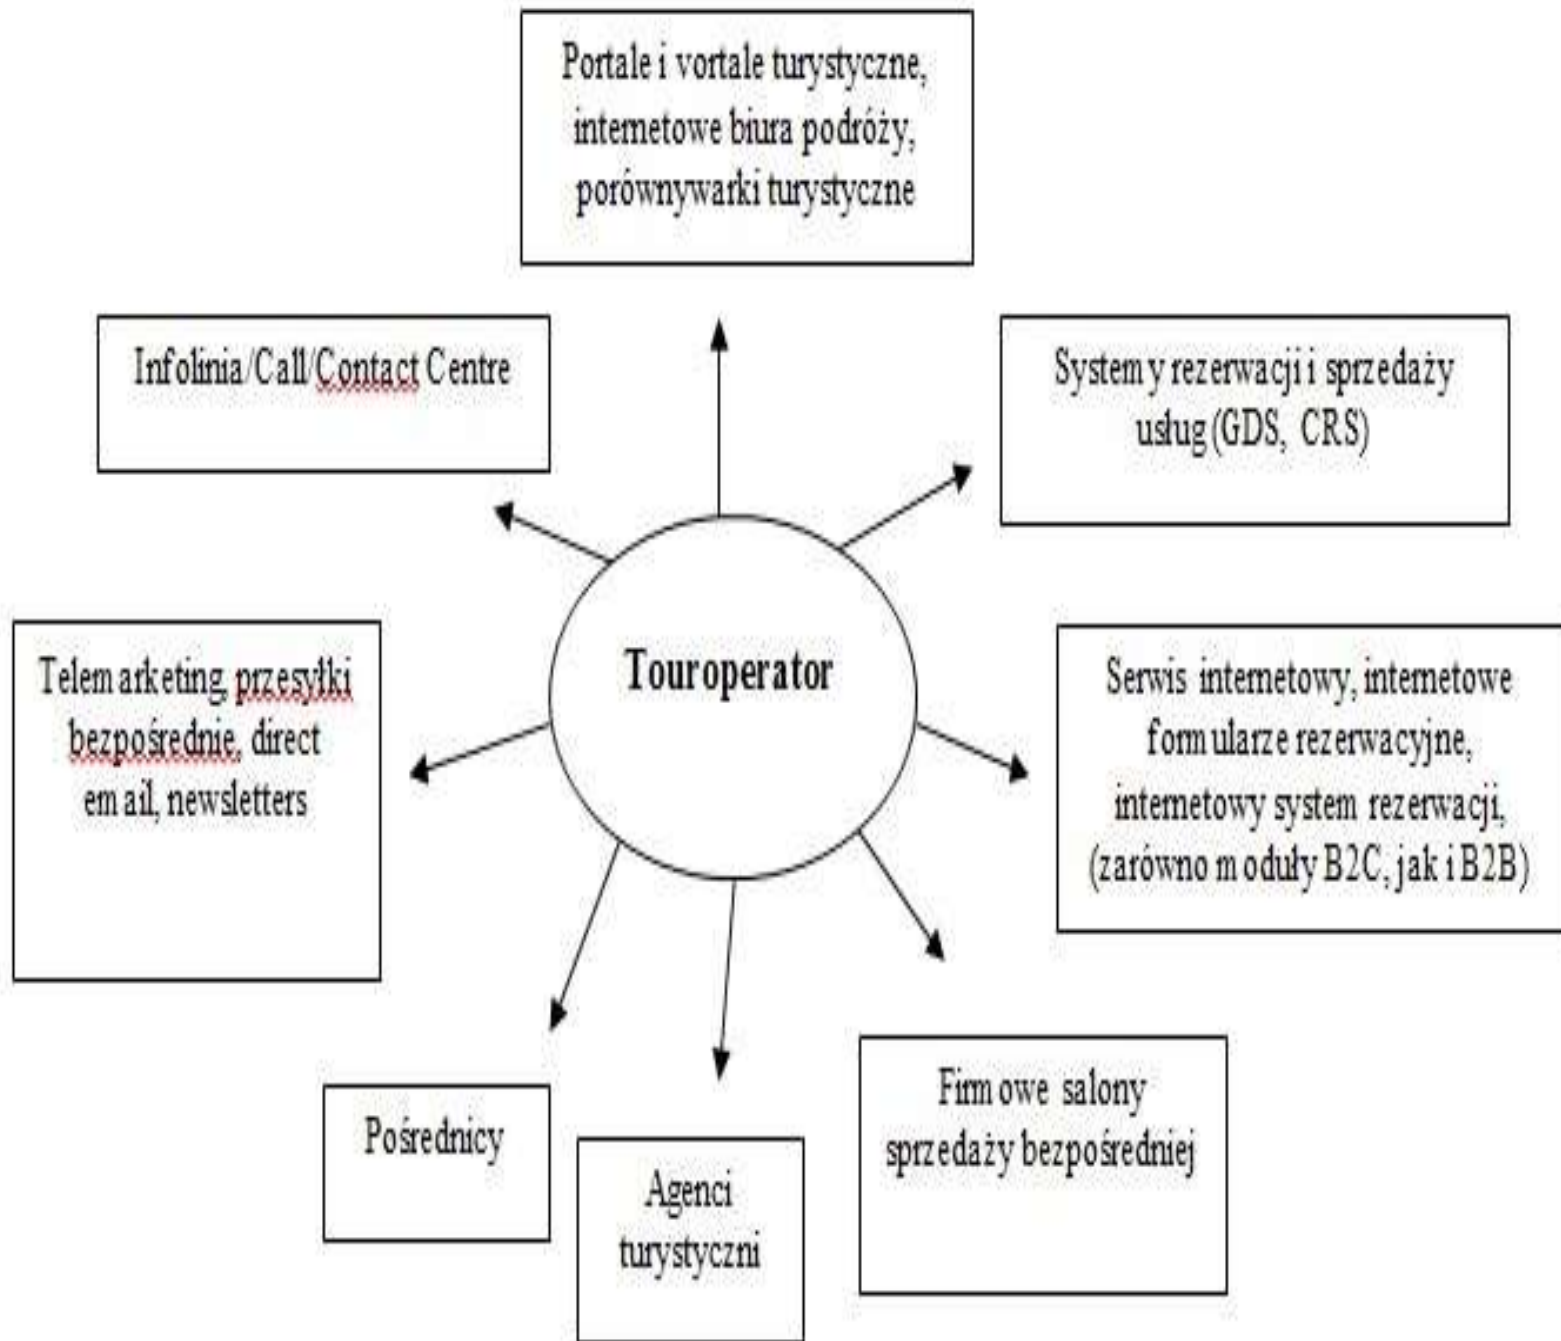 Portale i vortale turystyczne,
internetowe biura podróży,
porównywarki turystyczne
Infolinia/Call/Contact Centre
Systemy rezerwacji i sprzedaży
usług (GDS, CRS)
Touroperator
Telemarketing, przesyłki
bezpośrednie, direct
email, newsletters
Serwis internetowy, internetowe
formularze rezerwacyjne,
internetowy system rezerwacji,
(zarówno moduły B2C, jak i B2B)
Pośrednicy
Agenci
turystyczni
Firmowe salony
sprzedaży bezpośredniej